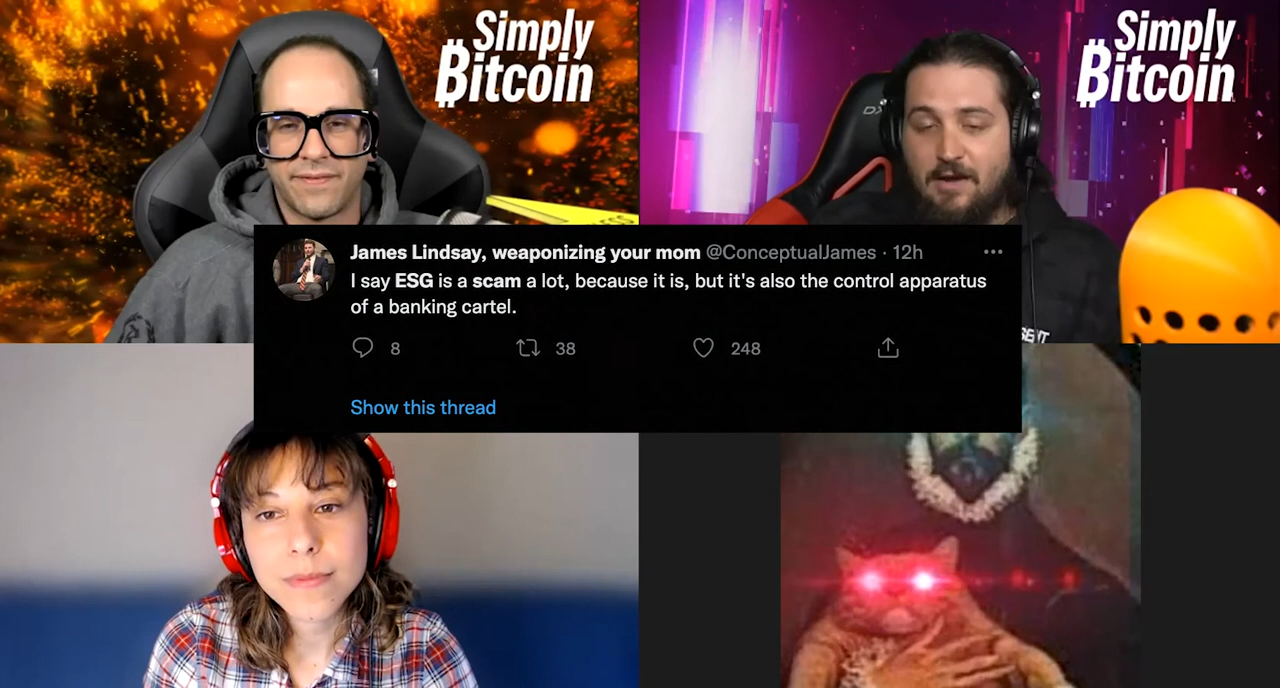 Simply
Bitcoin
Simply
Bitcoin
DX
James Lindsay, weaponizing your mom @ConceptualJames · 12h
I say ESG is a scam a lot, because it is, but it's also the control apparatus
of a banking cartel.
8 38 248
Show this thread